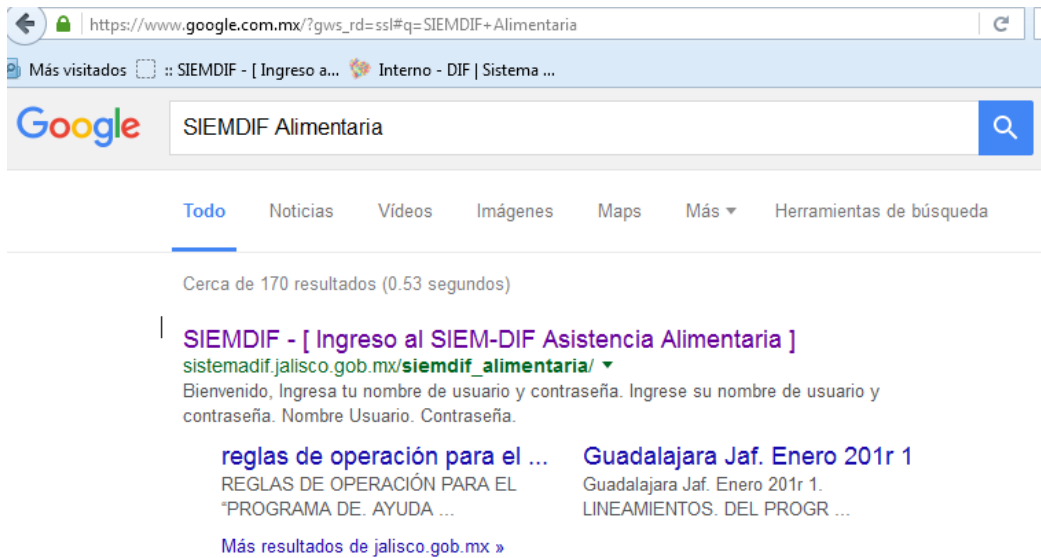 https://www.google.com.mx/?gws_rd=ssl#q=SIEMDIF+Alimentaria
Más visitados :: SIEMDIF - [ Ingreso a... Interno - DIF | Sistema ...
Google SIEMDIF Alimentaria
Todo Noticias Vídeos Imágenes Maps Más Herramientas de búsqueda
Cerca de 170 resultados (0.53 segundos)
SIEMDIF - [ Ingreso al SIEM-DIF Asistencia Alimentaria ]
sistemadif.jalisco.gob.mx/siemdif_alimentaria/
Bienvenido, Ingresa tu nombre de usuario y contraseña. Ingrese su nombre de usuario y
contraseña. Nombre Usuario. Contraseña.
reglas de operación para el ...
REGLAS DE OPERACIÓN PARA EL
“PROGRAMA DE. AYUDA ...
Guadalajara Jaf. Enero 201r 1
Guadalajara Jaf. Enero 201r 1.
LINEAMIENTOS. DEL PROGR ...
Más resultados de jalisco.gob.mx »